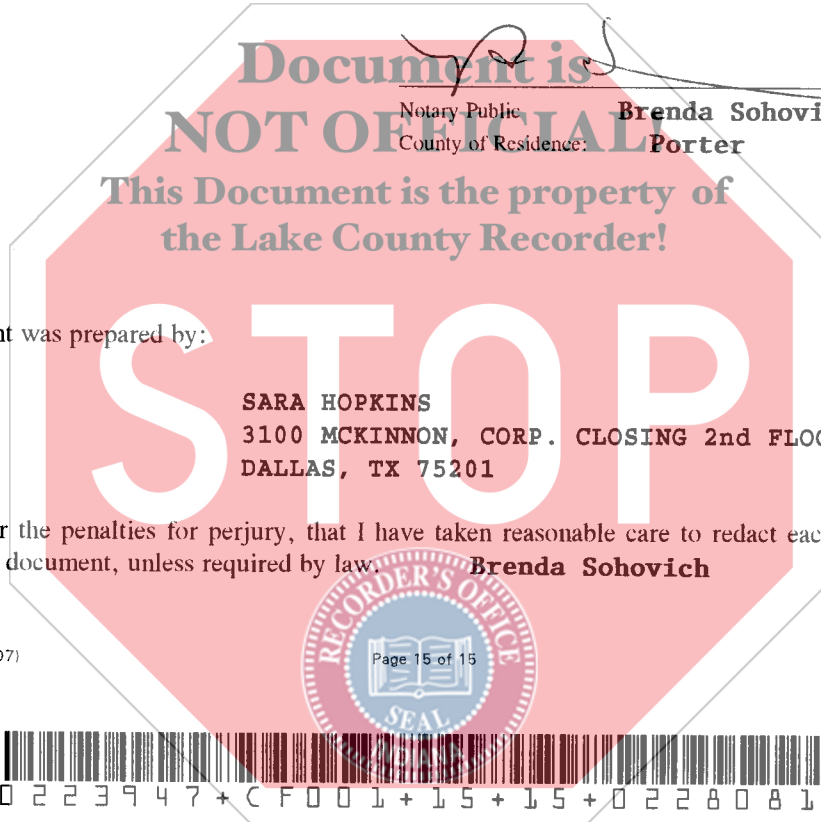 Document is
NOT OFFICIAL
This Document is the property of
the Lake County Recorder!
STOP
Notary Public Brenda Sohovi
County of Residence: Porter
nt was prepared by:
SARA HOPKINS
3100 MCKINNON, CORP. CLOSING 2nd FLOO
DALLAS, TX 75201
r the penalties for perjury, that I have taken reasonable care to redact eac
document, unless required by law. Brenda Sohovich
RECORDER'S OFFICE
SEAL
INDIANA
07)
Page 15 of 15
0223947+CF001+15+15+0228081